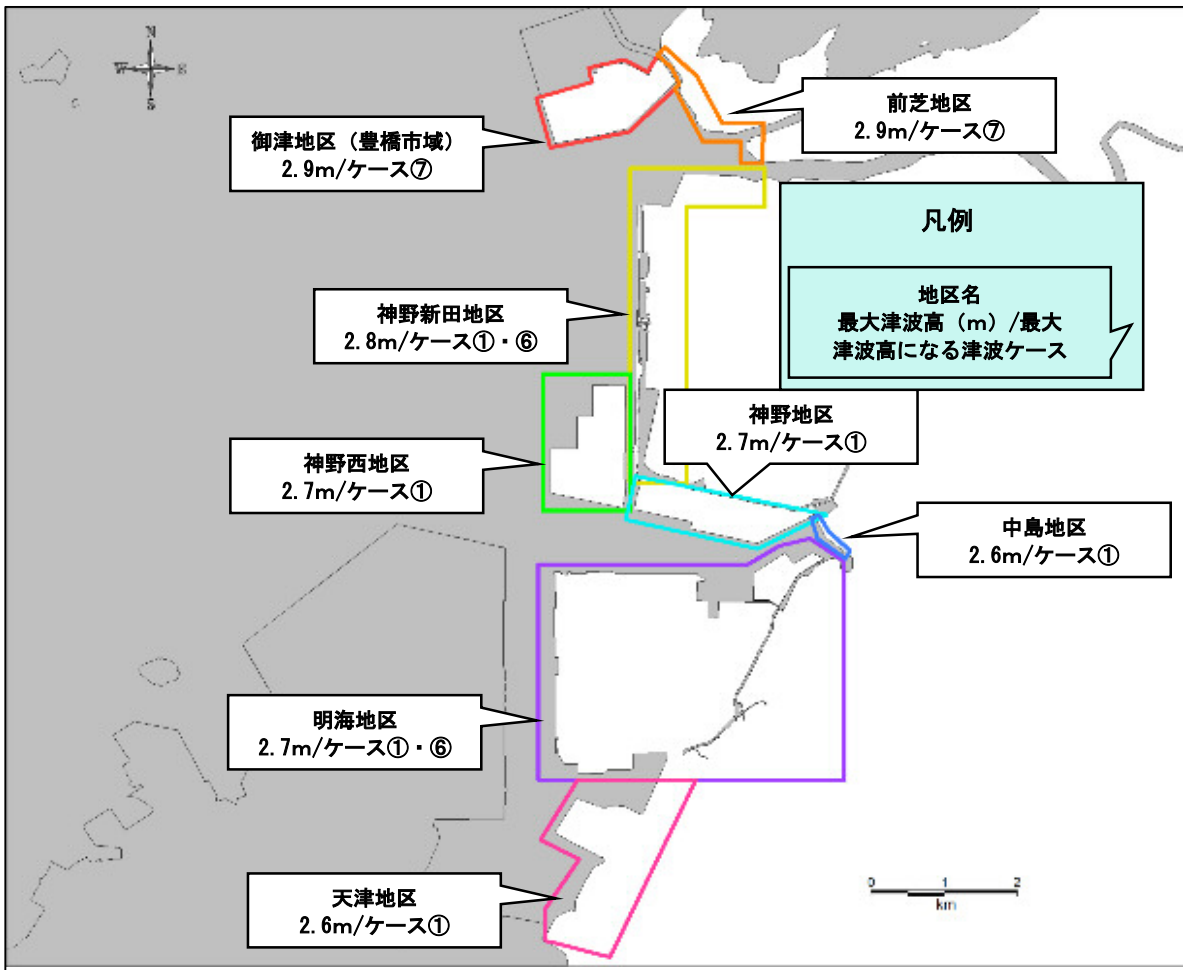 N
W E
S
前芝地区
2.9m/ケース⑦
御津地区(豊橋市域)
2.9m/ケース⑦
凡例
地区名
最大津波高(m)/最大
津波高になる津波ケース
神野新田地区
2.8m/ケース①・⑥
神野地区
2.7m/ケース①
神野西地区
2.7m/ケース①
中島地区
2.6m/ケース①
明海地区
2.7m/ケース①・⑥
天津地区
2.6m/ケース①
0 1 2
km